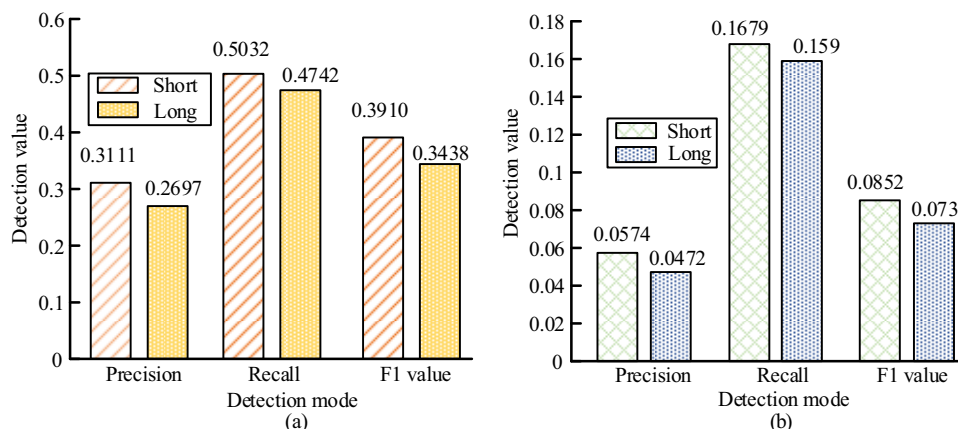 0.6
0.5
0.4
0.3
0.2
0.1
0
Detection value
Short
Long
0.3111
0.2697
0.5032
0.4742
0.3910
0.3438
Precision
Recall
F1 value
Detection mode
(a)
0.18
0.16
0.14
0.12
0.10
0.08
0.06
0.04
0.02
0
Detection value
Short
Long
0.0574
0.0472
0.1679
0.159
0.0852
0.073
Precision
Recall
F1 value
Detection mode
(b)